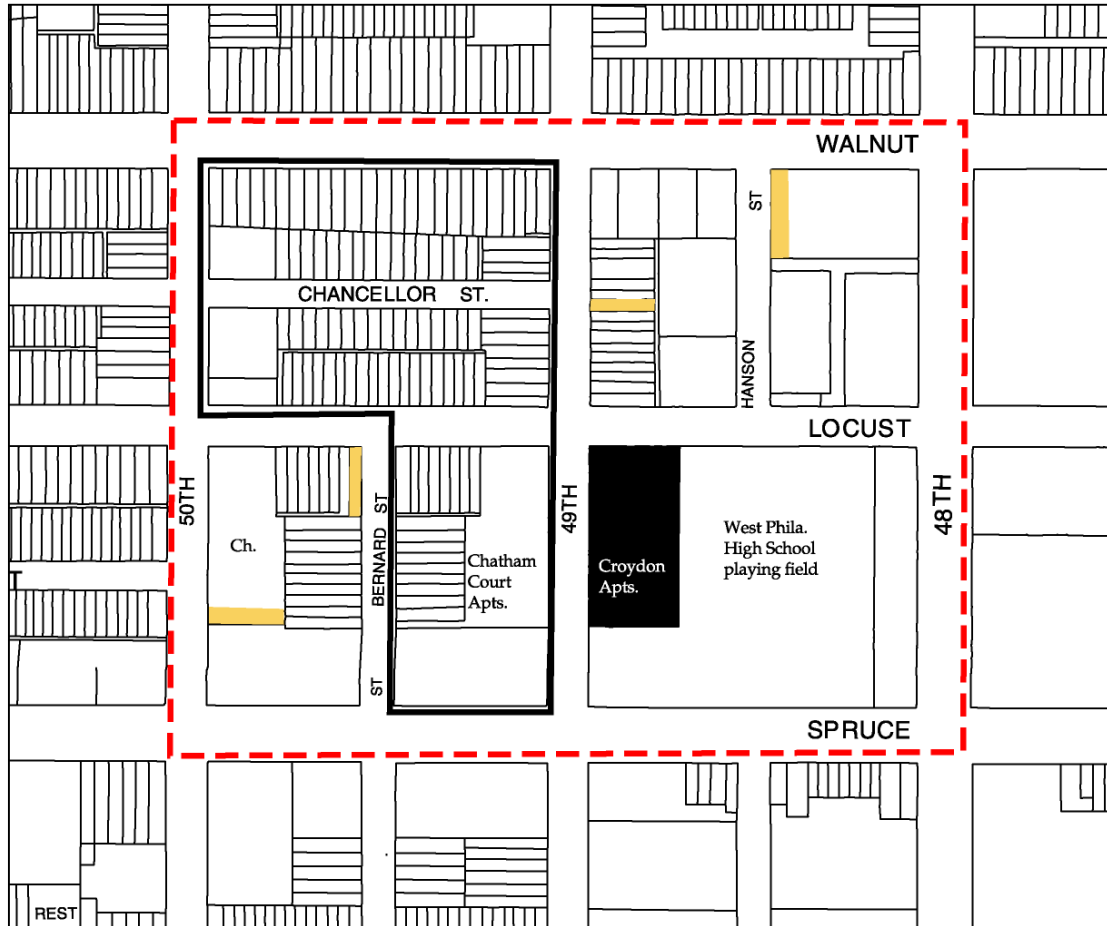 WALNUT
ST
CHANCELLOR ST.
HANSON
LOCUST
50TH
BERNARD ST
49TH
48TH
Ch.
Chatham
Court
Apts.
Croydon
Apts.
West Phila.
High School
playing field
T
ST
SPRUCE
REST